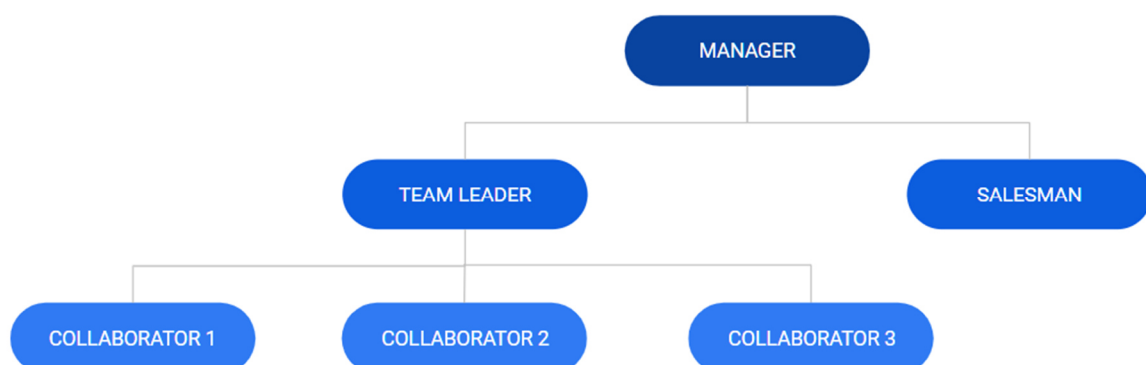 MANAGER
TEAM LEADER
SALESMAN
COLLABORATOR 1
COLLABORATOR 2
COLLABORATOR 3